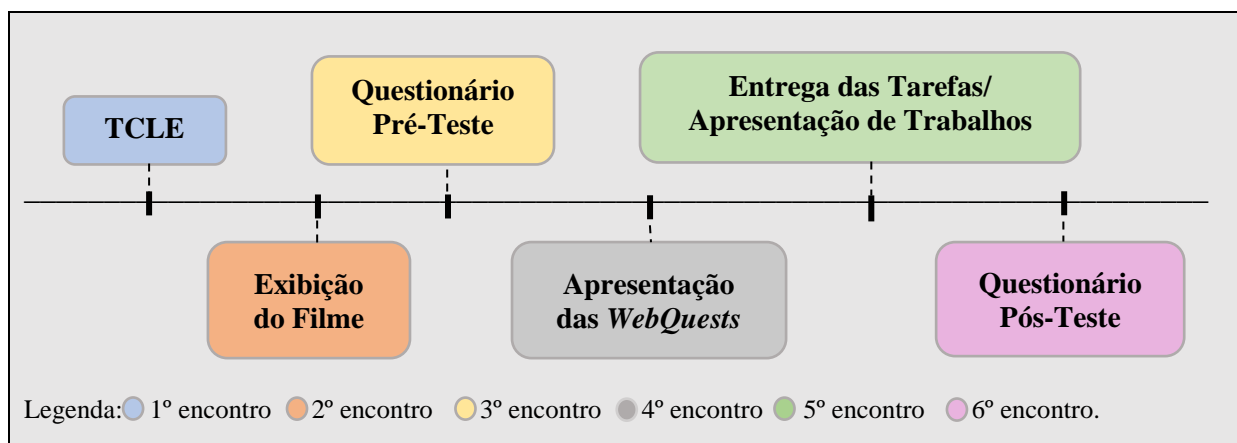 TCLE
Questionário
Pré-Teste
Entrega das Tarefas/
Apresentação de Trabalhos
Exibição
do Filme
Apresentação
das WebQuests
Questionário
Pós-Teste
Legenda: 1º encontro 2º encontro 3º encontro 4º encontro 5º encontro 6º encontro.